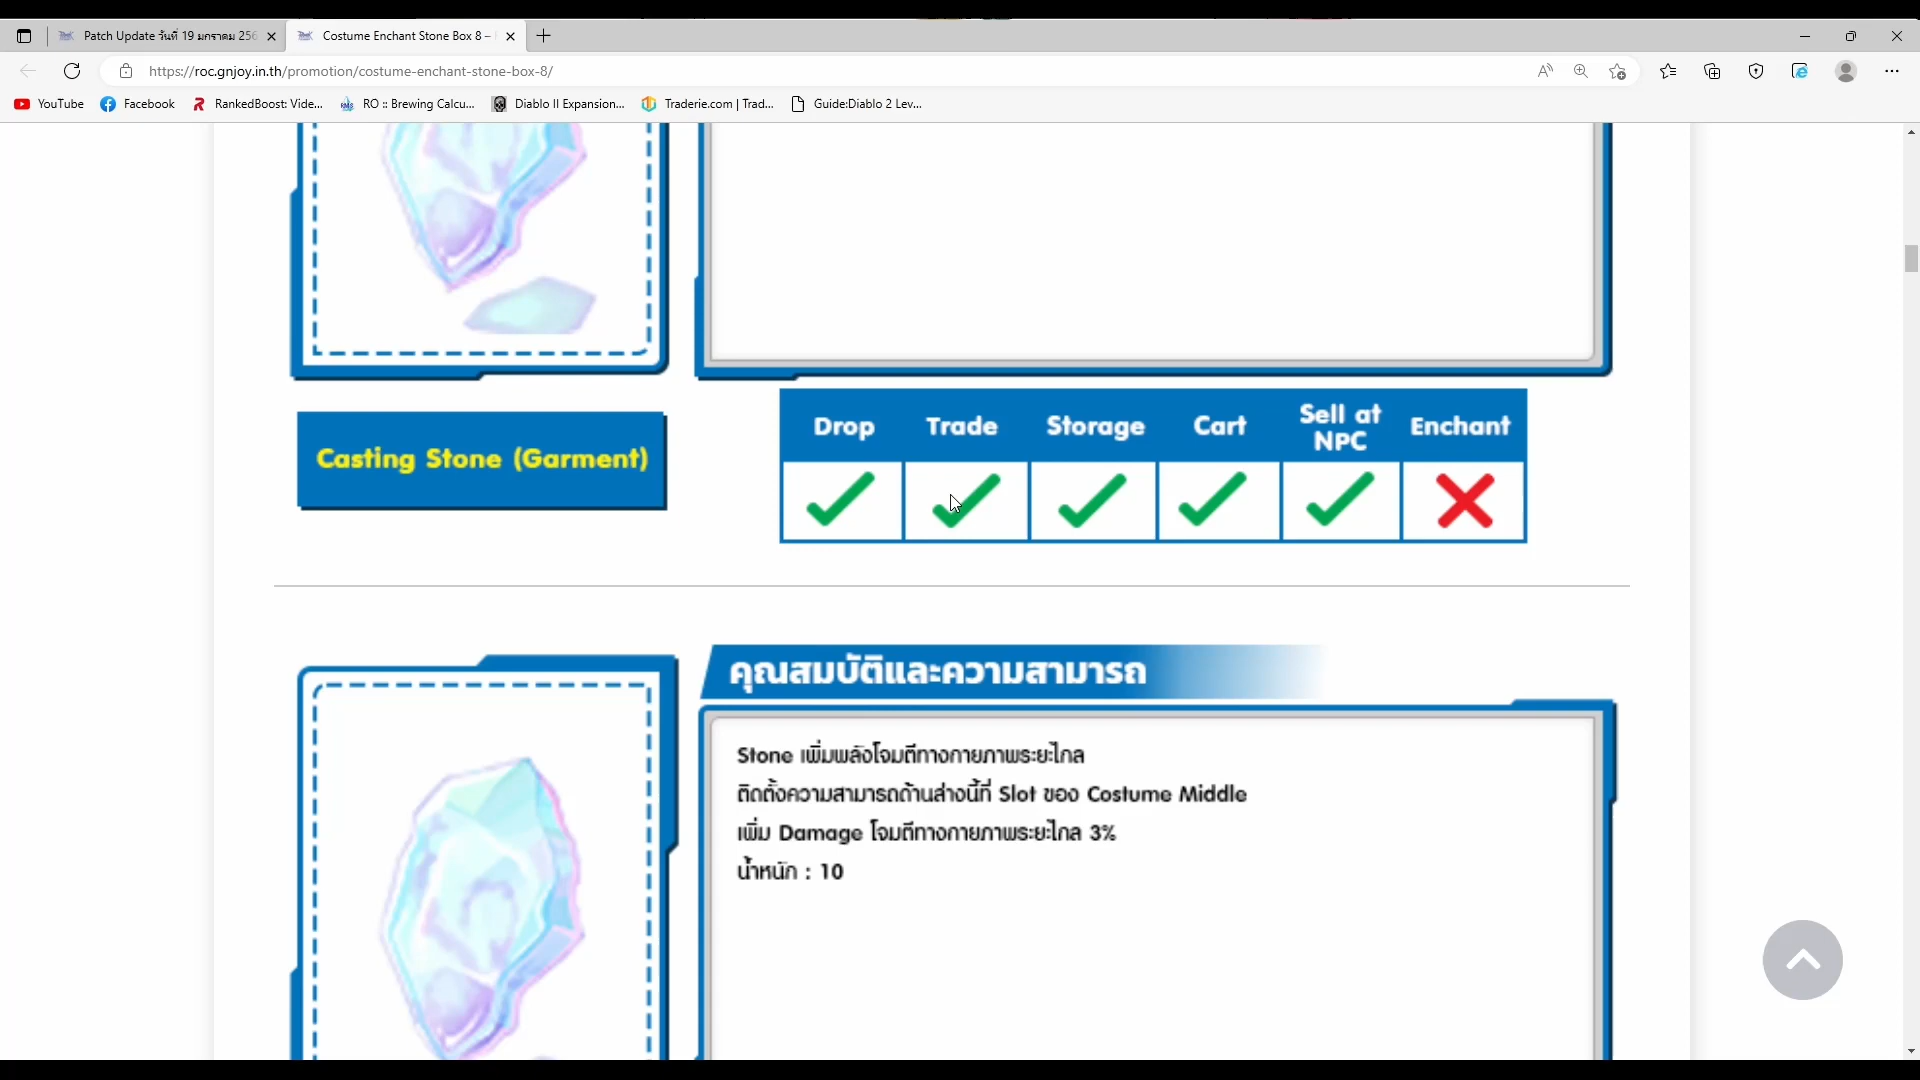 Patch Update วันที่ 19 มกราคม 256
Costume Enchant Stone Box 8 –
https://roc.gnjoy.in.th/promotion/costume-enchant-stone-box-8/
YouTube
Facebook
RankedBoost: Vide...
RO :: Brewing Calcu...
Diablo II Expansion...
Traderie.com | Trad...
Guide:Diablo 2 Lev...
Drop Trade Storage Cart Sell at NPC Enchant
Casting Stone (Garment)
คุณสมบัติและความสามารถ
Stone เพิ่มพลังโจมตีทางกายภาพระยะไกล
ติดตั้งความสามารถด้านล่างนี้ที่ Slot ของ Costume Middle
เพิ่ม Damage โจมตีทางกายภาพระยะไกล 3%
น้ำหนัก : 10